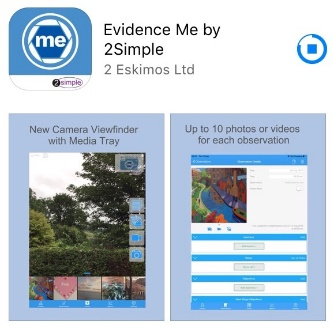 me
2simple
Evidence Me by
2Simple
2 Eskimos Ltd
New Camera Viewfinder
with Media Tray
Up to 10 photos or videos
for each observation